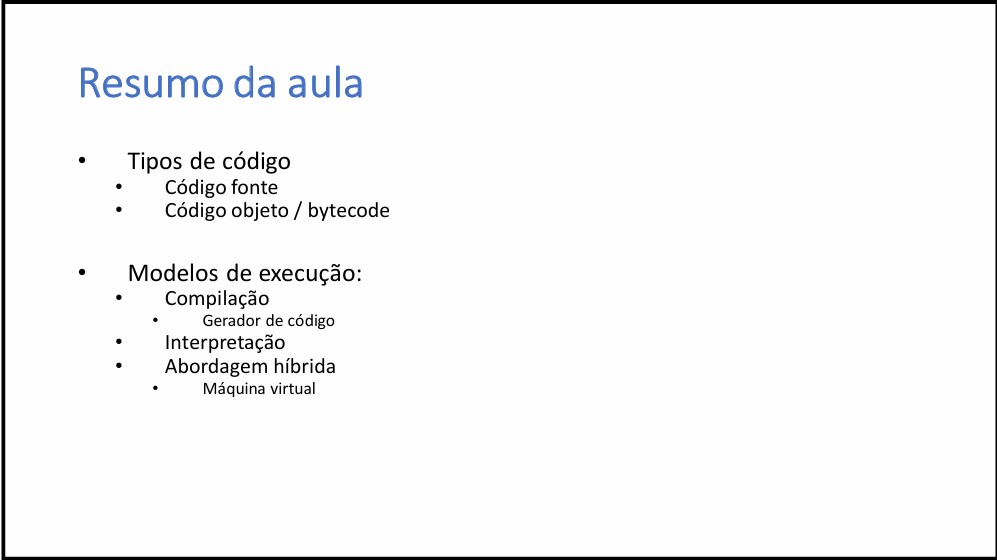 Resumo da aula
• Tipos de código
• Código fonte
• Código objeto / bytecode
• Modelos de execução:
• Compilação
• Gerador de código
• Interpretação
• Abordagem híbrida
• Máquina virtual